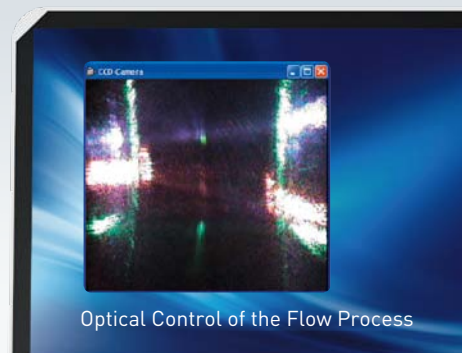 CCD Camera
Optical Control of the Flow Process